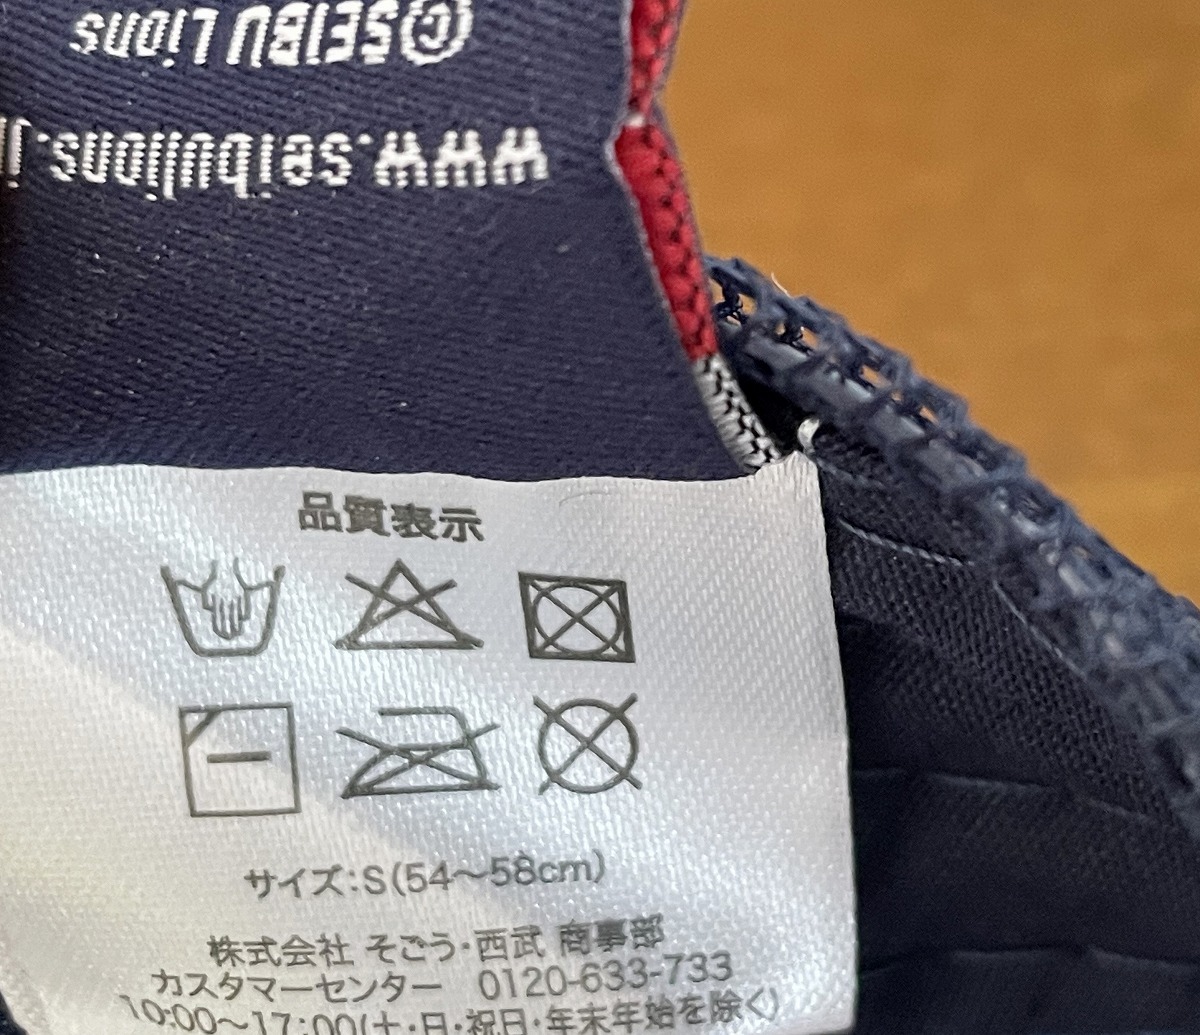 ©SEIBU Lions
www.seibulions.j
品質表示
サイズ:S(54～58cm)
株式会社 そごう・西武 商事部
カスタマーセンター 0120-633-733
10:00～17:00(土・日・祝日・年末年始を除く)